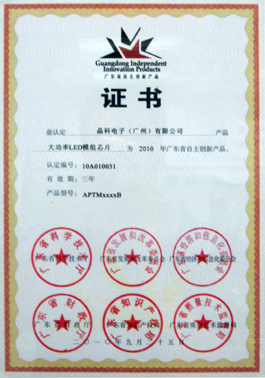 Guangdong Independent
Innovation Products
广东省自主创新产品
证书
兹认定 晶科电子（广州）有限公司 产品
大功率LED模组芯片 为 2010 年广东省自主创新产品。
认定编号：10A010031
有 效 期：三年
产品型号：APTMxxxxB
广东省科学技术厅 广东省发展和改革委员会 广东省经济和信息化委员会
广东省财政厅 广东省知识产权局 广东省质量技术监督局
二〇一〇年九月十五日